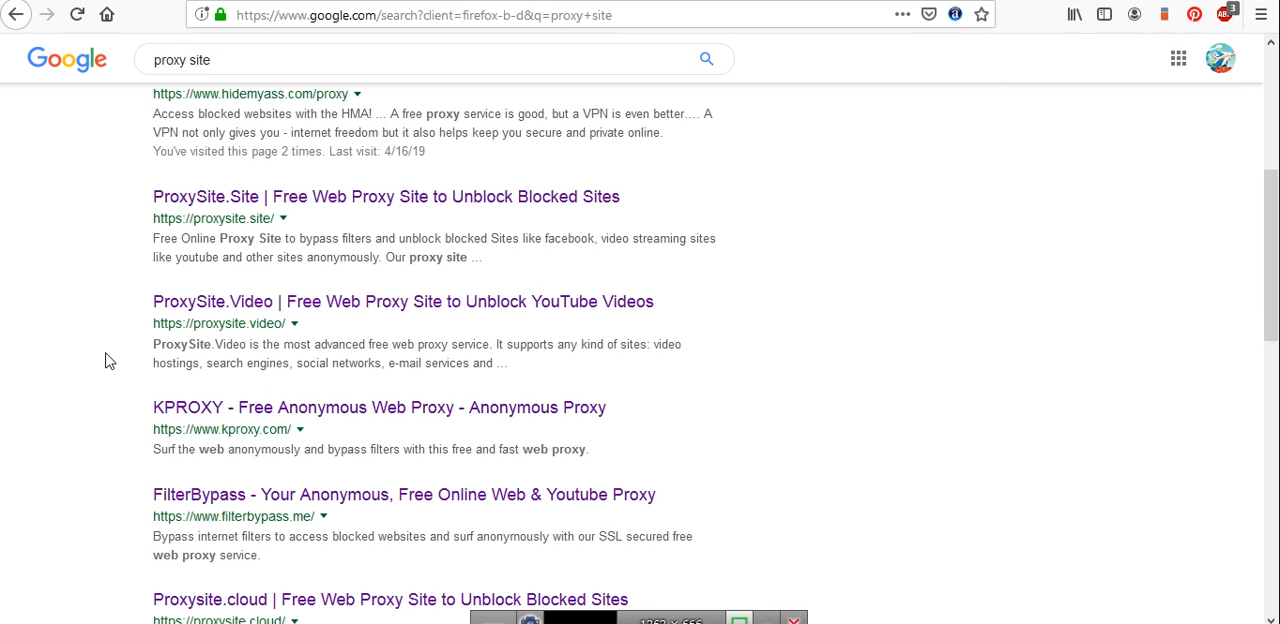 https://www.google.com/search?client=firefox-b-d&q=proxy+site
ABP
3
Google
proxy site
https://www.hidemyass.com/proxy
Access blocked websites with the HMA! ... A free proxy service is good, but a VPN is even better.... A
VPN not only gives you - internet freedom but it also helps keep you secure and private online.
You've visited this page 2 times. Last visit: 4/16/19
ProxySite.Site | Free Web Proxy Site to Unblock Blocked Sites
https://proxysite.site/
Free Online Proxy Site to bypass filters and unblock blocked Sites like facebook, video streaming sites
like youtube and other sites anonymously. Our proxy site ...
ProxySite.Video | Free Web Proxy Site to Unblock YouTube Videos
https://proxysite.video/
ProxySite.Video is the most advanced free web proxy service. It supports any kind of sites: video
hostings, search engines, social networks, e-mail services and ...
KPROXY - Free Anonymous Web Proxy - Anonymous Proxy
https://www.kproxy.com/
Surf the web anonymously and bypass filters with this free and fast web proxy.
FilterBypass - Your Anonymous, Free Online Web & Youtube Proxy
https://www.filterbypass.me/
Bypass internet filters to access blocked websites and surf anonymously with our SSL secured free
web proxy service.
Proxysite.cloud | Free Web Proxy Site to Unblock Blocked Sites
https://proxysite.cloud/